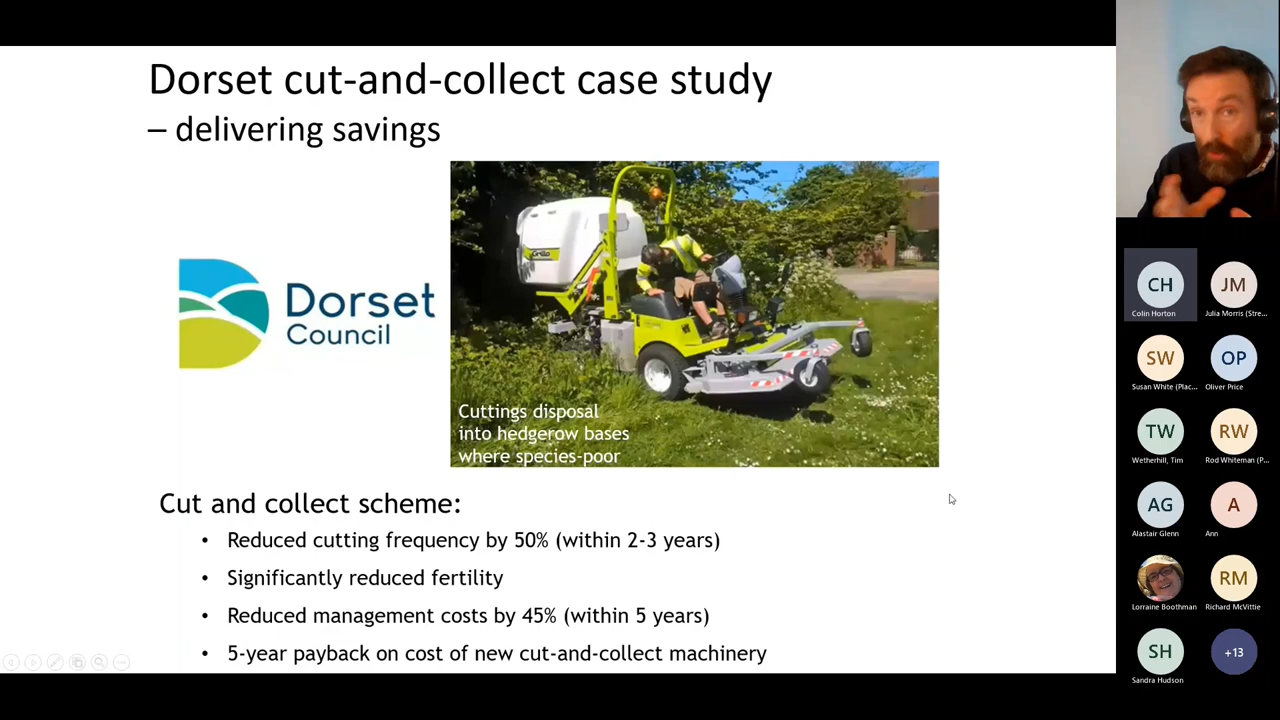 Dorset cut-and-collect case study
– delivering savings
Dorset
Council
Grillo
Cuttings disposal
into hedgerow bases
where species-poor
Cut and collect scheme:
• Reduced cutting frequency by 50% (within 2-3 years)
• Significantly reduced fertility
• Reduced management costs by 45% (within 5 years)
• 5-year payback on cost of new cut-and-collect machinery
CH
Colin Horton
JM
Julia Morris (Stre...
SW
Susan White (Plac...
OP
Oliver Price
TW
Wetherhill, Tim
RW
Rod Whiteman (P...
AG
Alastair Glenn
A
Ann
Lorraine Boothman
RM
Richard McVittie
SH
Sandra Hudson
+13